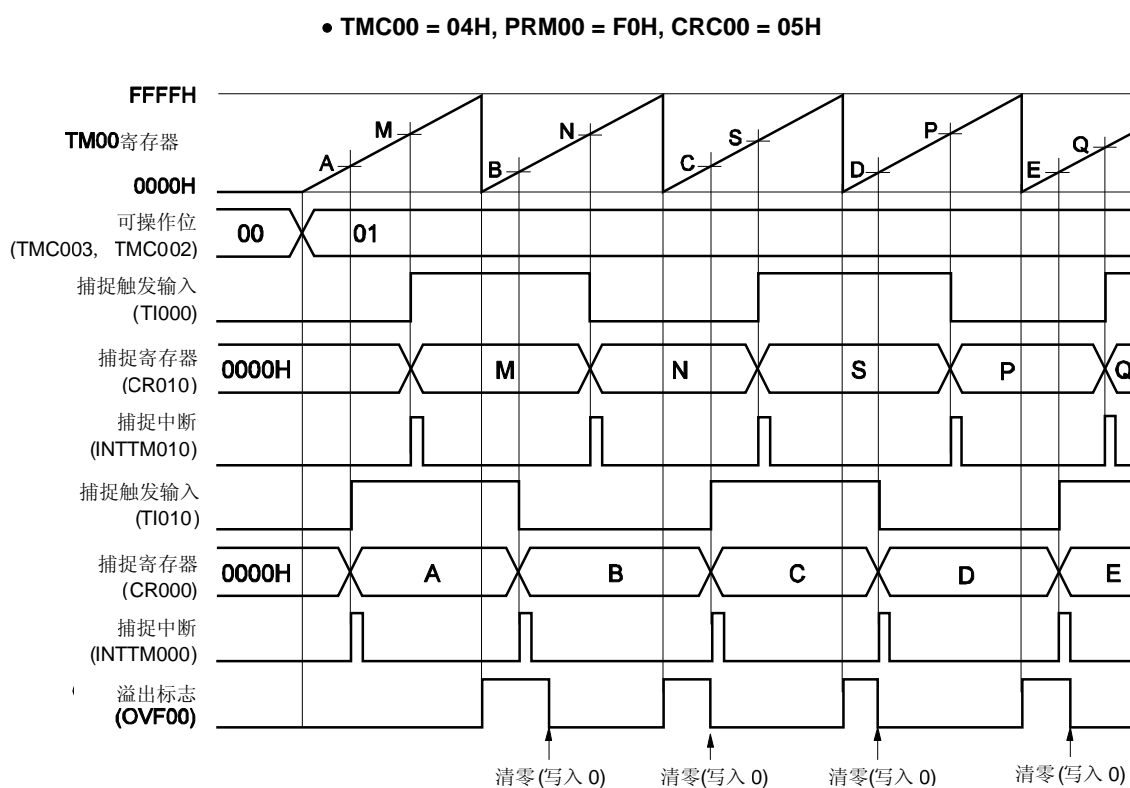 • TMC00 = 04H, PRM00 = F0H, CRC00 = 05H
FFFFH
TM00寄存器
0000H
A M B N C S D P E Q
可操作位
(TMC003, TMC002)
00 01
捕捉触发输入
(TI000)
捕捉寄存器
(CR010)
0000H M N S P Q
捕捉中断
(INTTM010)
捕捉触发输入
(TI010)
捕捉寄存器
(CR000)
0000H A B C D E
捕捉中断
(INTTM000)
溢出标志
(OVF00)
清零(写入 0) 清零(写入 0) 清零(写入 0) 清零(写入 0)